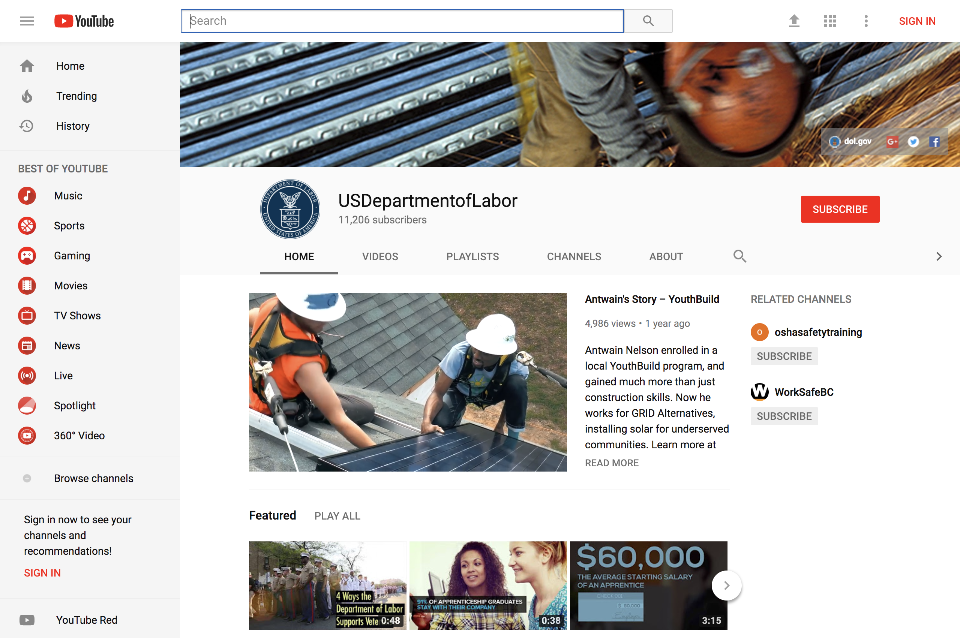 YouTube
Search
SIGN IN
Home
Trending
History
BEST OF YOUTUBE
Music
Sports
Gaming
Movies
TV Shows
News
Live
Spotlight
360° Video
Browse channels
Sign in now to see your
channels and
recommendations!
SIGN IN
YouTube Red
dol.gov
G+
DEPARTMENT OF LABOR
UNITED STATES OF AMERICA
USDepartmentofLabor
11,206 subscribers
SUBSCRIBE
HOME
VIDEOS
PLAYLISTS
CHANNELS
ABOUT
Antwain's Story – YouthBuild
4,986 views • 1 year ago
Antwain Nelson enrolled in a
local YouthBuild program, and
gained much more than just
construction skills. Now he
works for GRID Alternatives,
installing solar for underserved
communities. Learn more at
READ MORE
RELATED CHANNELS
oshasafetytraining
SUBSCRIBE
WorkSafeBC
SUBSCRIBE
Featured
PLAY ALL
4 Ways the
Department of Labor
Supports Vete
0:48
91% OF APPRENTICESHIP GRADUATES
STAY WITH THEIR COMPANY
0:38
$60,000
THE AVERAGE STARTING SALARY
OF AN APPRENTICE
3:15